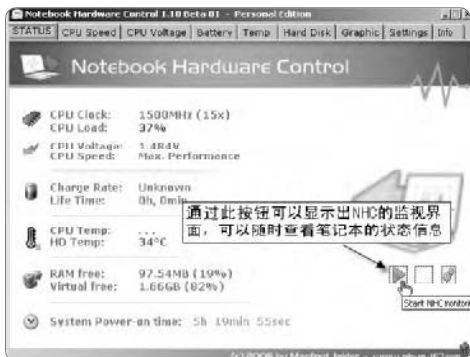 Notebook Hardware Control 1.10 Beta 01 - Personal Edition
STATUS CPU Speed CPU Voltage Battery Temp Hard Disk Graphic Settings Info
Notebook Hardware Control
CPU Clock: 1500MHz (15x)
CPU Load: 37%
CPU Voltage: 1.484V
CPU Speed: Max. Performance
Charge Rate: Unknown
Life Time: 0h, 0min
通过此按钮可以显示出NHC的监视界
面,可以随时查看笔记本的状态信息
CPU Temp: ...
HD Temp: 34°C
RAM free: 97.54MB (19%)
Virtual free: 1.66GB (82%)
Start NHC monitor
System Power-on time: 5h 19min 55sec
by Manfred